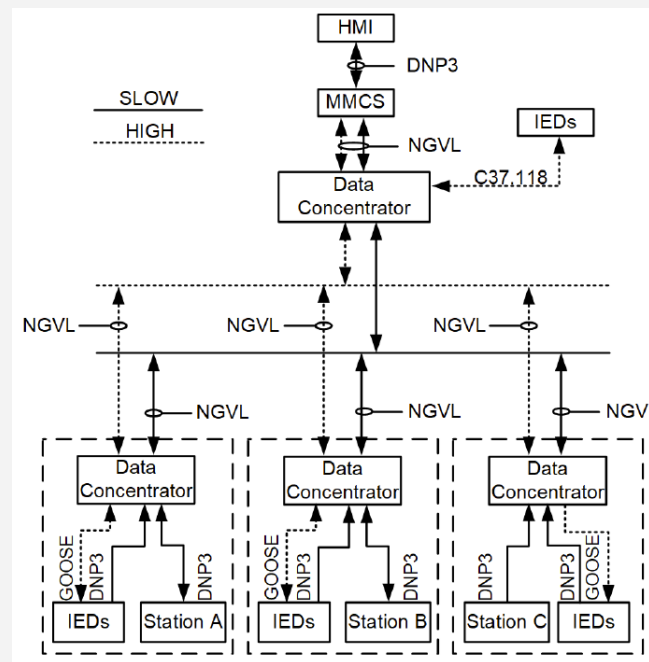 HMI
DNP3
SLOW
MMCS
HIGH
IEDs
NGVL
C37.118
Data
Concentrator
NGVL
NGVL
NGVL
NGVL
NGVL
NGV
Data
Concentrator
Data
Concentrator
Data
Concentrator
GOOSE
DNP3
DNP3
GOOSE
DNP3
DNP3
DNP3
DNP3
GOOSE
IEDs
Station A
IEDs
Station B
Station C
IEDs